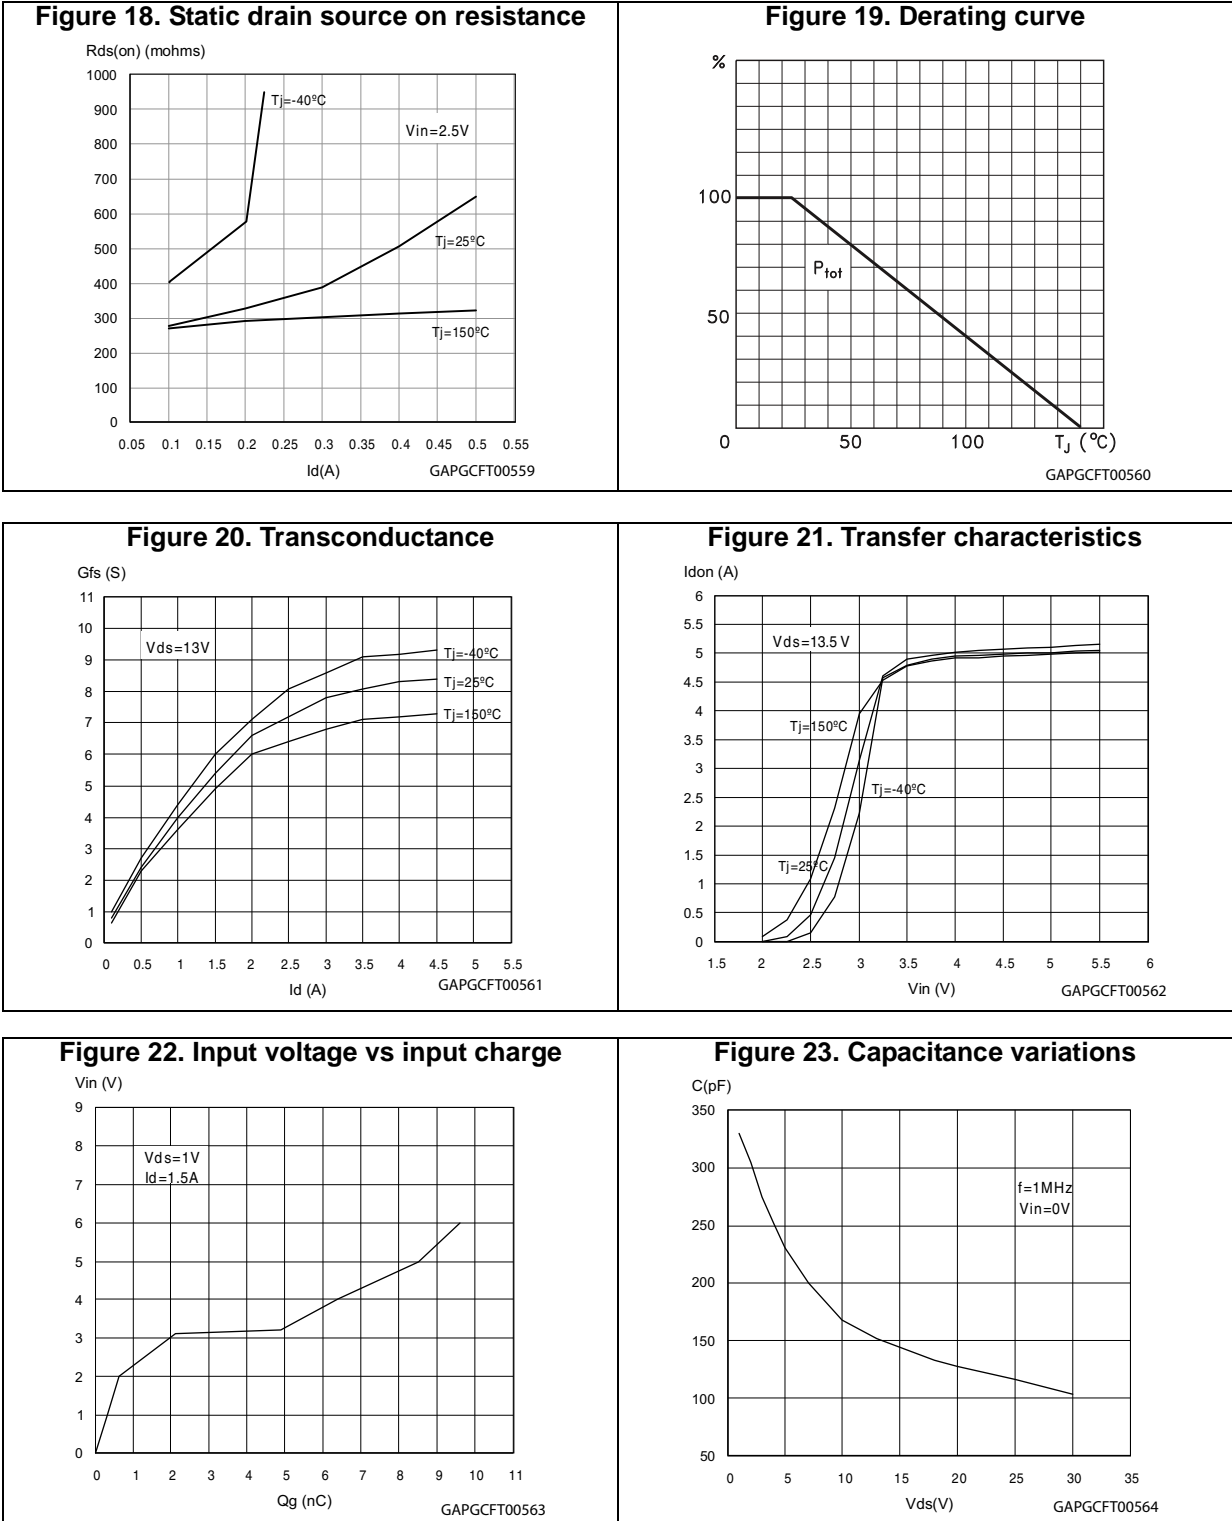 Figure 18. Static drain source on resistance
Rds(on) (mohms)
1000
900
800
700
600
500
400
300
200
100
0
Tj=-40ºC
Vin=2.5V
Tj=25ºC
Tj=150ºC
0.05 0.1 0.15 0.2 0.25 0.3 0.35 0.4 0.45 0.5 0.55
Id(A)
GAPGCFT00559
Figure 19. Derating curve
%
100
50
Ptot
0 50 100 TJ (ºC)
GAPGCFT00560
Figure 20. Transconductance
Gfs (S)
11
10
9
8
7
6
5
4
3
2
1
0
Vds=13V
Tj=-40ºC
Tj=25ºC
Tj=150ºC
0 0.5 1 1.5 2 2.5 3 3.5 4 4.5 5 5.5
Id (A)
GAPGCFT00561
Figure 21. Transfer characteristics
Idon (A)
6
5.5
5
4.5
4
3.5
3
2.5
2
1.5
1
0.5
0
Vds=13.5 V
Tj=150ºC
Tj=-40ºC
Tj=25ºC
1.5 2 2.5 3 3.5 4 4.5 5 5.5 6
Vin (V)
GAPGCFT00562
Figure 22. Input voltage vs input charge
Vin (V)
9
8
7
6
5
4
3
2
1
0
Vds=1V
Id=1.5A
0 1 2 3 4 5 6 7 8 9 10 11
Qg (nC)
GAPGCFT00563
Figure 23. Capacitance variations
C(pF)
350
300
250
200
150
100
50
f=1MHz
Vin=0V
0 5 10 15 20 25 30 35
Vds(V)
GAPGCFT00564